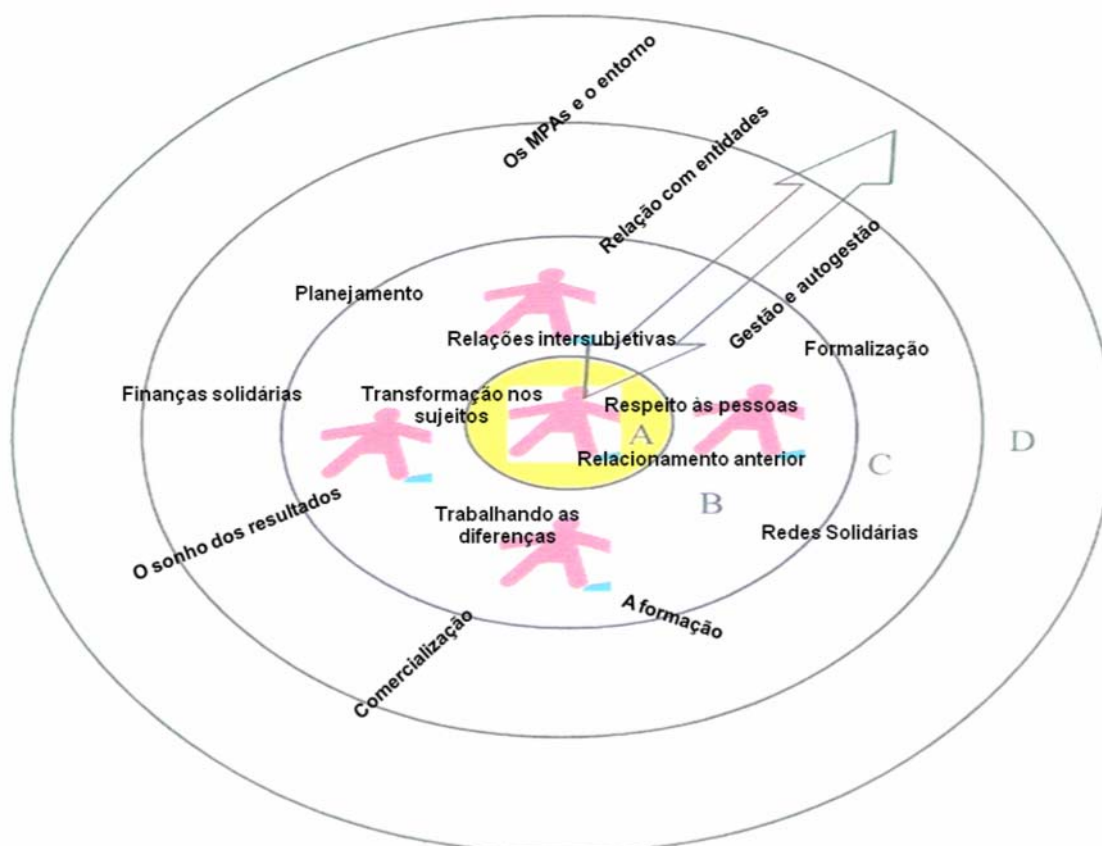 Os MPAs e o entorno
Relação com entidades
Planejamento
Gestão e autogestão
Relações intersubjetivas
Formalização
Finanças solidárias
Transformação nos
sujeitos
Respeito às pessoas
A
D
C
Relacionamento anterior
B
O sonho dos resultados
Trabalhando as
diferenças
Redes Solidárias
A formação
Comercialização